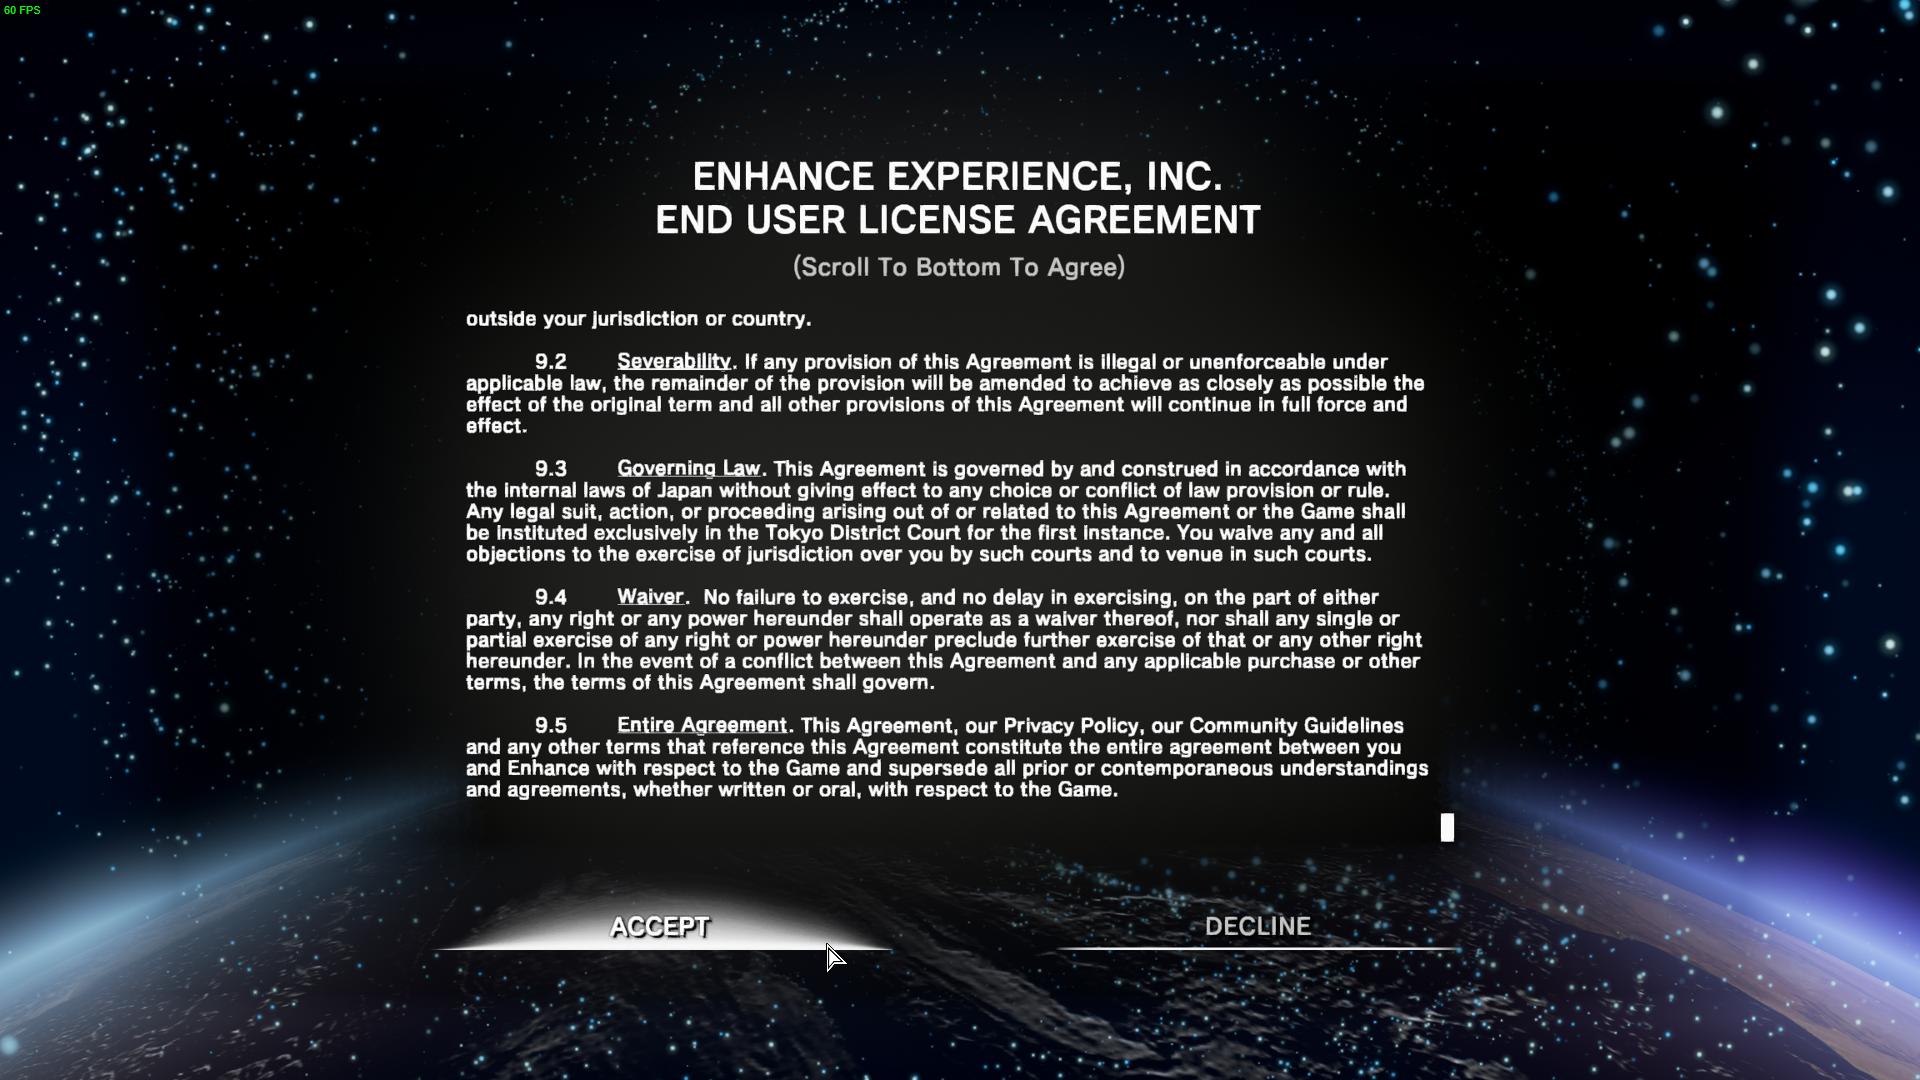 60 FPS
ENHANCE EXPERIENCE, INC.
END USER LICENSE AGREEMENT
(Scroll To Bottom To Agree)
outside your jurisdiction or country.
9.2 Severability. If any provision of this Agreement is illegal or unenforceable under
applicable law, the remainder of the provision will be amended to achieve as closely as possible the
effect of the original term and all other provisions of this Agreement will continue in full force and
effect.
9.3 Governing Law. This Agreement is governed by and construed in accordance with
the internal laws of Japan without giving effect to any choice or conflict of law provision or rule.
Any legal suit, action, or proceeding arising out of or related to this Agreement or the Game shall
be instituted exclusively in the Tokyo District Court for the first instance. You waive any and all
objections to the exercise of jurisdiction over you by such courts and to venue in such courts.
9.4 Waiver. No failure to exercise, and no delay in exercising, on the part of either
party, any right or any power hereunder shall operate as a waiver thereof, nor shall any single or
partial exercise of any right or power hereunder preclude further exercise of that or any other right
hereunder. In the event of a conflict between this Agreement and any applicable purchase or other
terms, the terms of this Agreement shall govern.
9.5 Entire Agreement. This Agreement, our Privacy Policy, our Community Guidelines
and any other terms that reference this Agreement constitute the entire agreement between you
and Enhance with respect to the Game and supersede all prior or contemporaneous understandings
and agreements, whether written or oral, with respect to the Game.
ACCEPT
DECLINE